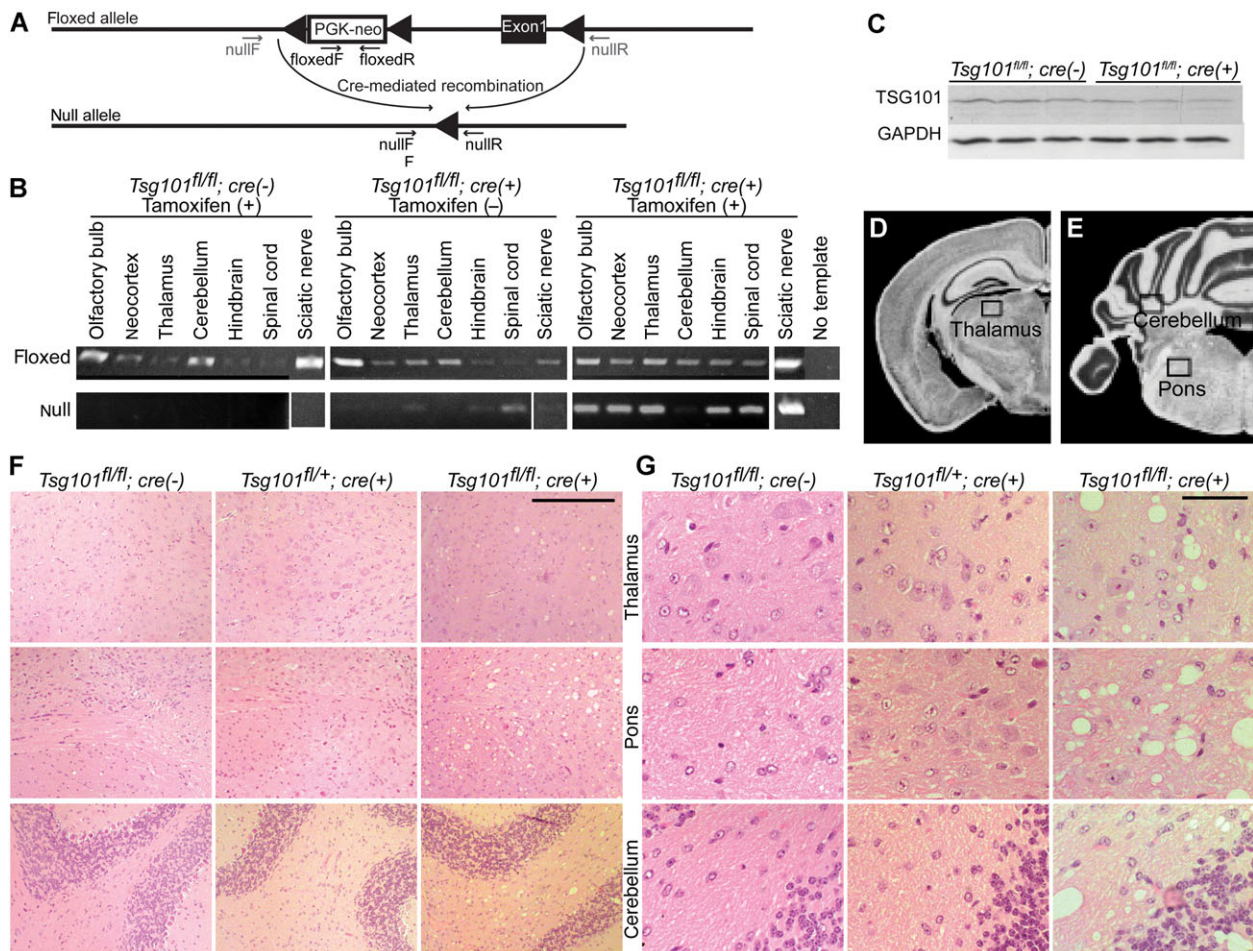 A
Floxed allele
PGK-neo
Exon1
nullF
floxedF
floxedR
nullR
Cre-mediated recombination
Null allele
nullF
F
nullR
B
Tsg101fl/fl; cre(-)
Tamoxifen (+)
Tsg101fl/fl; cre(+)
Tamoxifen (–)
Tsg101fl/fl; cre(+)
Tamoxifen (+)
Olfactory bulb
Neocortex
Thalamus
Cerebellum
Hindbrain
Spinal cord
Sciatic nerve
Olfactory bulb
Neocortex
Thalamus
Cerebellum
Hindbrain
Spinal cord
Sciatic nerve
Olfactory bulb
Neocortex
Thalamus
Cerebellum
Hindbrain
Spinal cord
Sciatic nerve
No template
Floxed
Null
C
Tsg101fl/fl; cre(-)
Tsg101fl/fl; cre(+)
TSG101
GAPDH
D
Thalamus
E
Cerebellum
Pons
F
Tsg101fl/fl; cre(-)
Tsg101fl/+; cre(+)
Tsg101fl/fl; cre(+)
G
Tsg101fl/fl; cre(-)
Tsg101fl/+; cre(+)
Tsg101fl/fl; cre(+)
Thalamus
Pons
Cerebellum